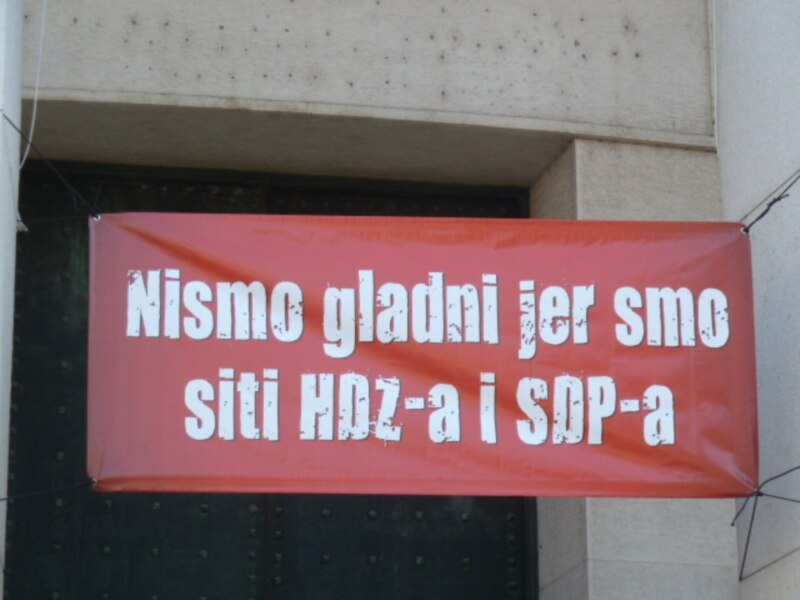 Nismo gladni jer smo
siti HDZ-a i SDP-a